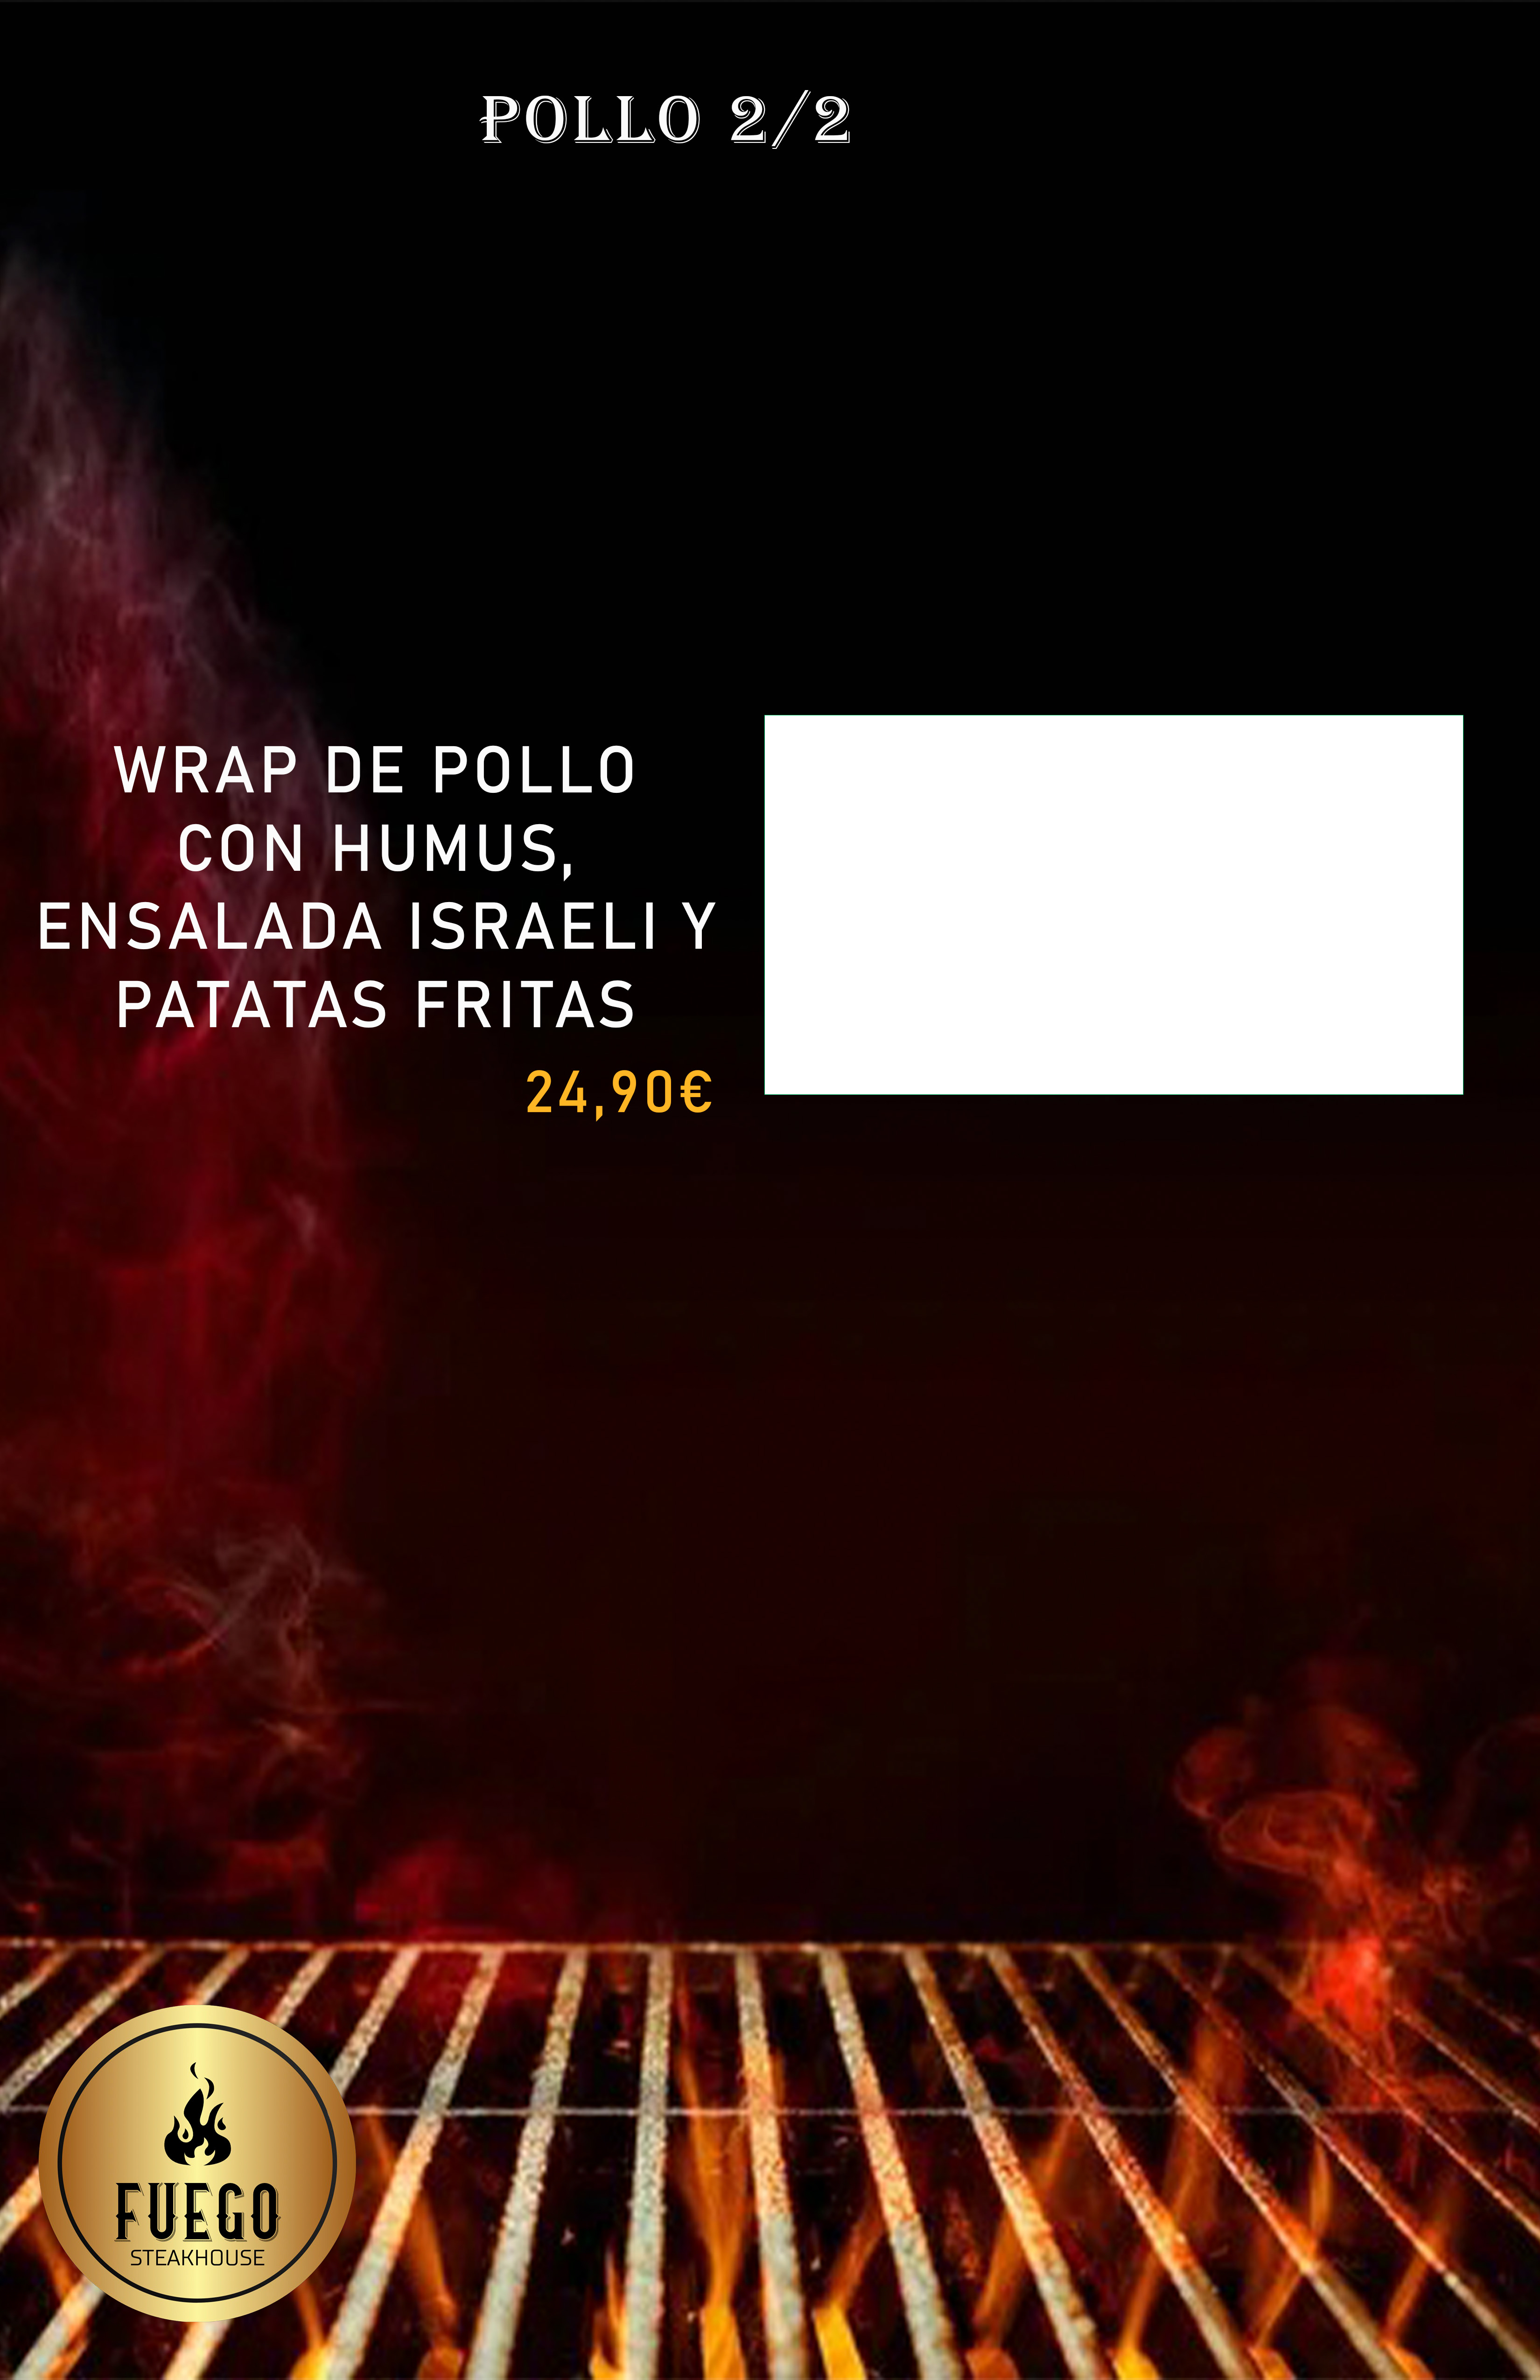 POLLO 2/2
WRAP DE POLLO
CON HUMUS,
ENSALADA ISRAELI Y
PATATAS FRITAS
24,90€
FUEGO
STEAKHOUSE